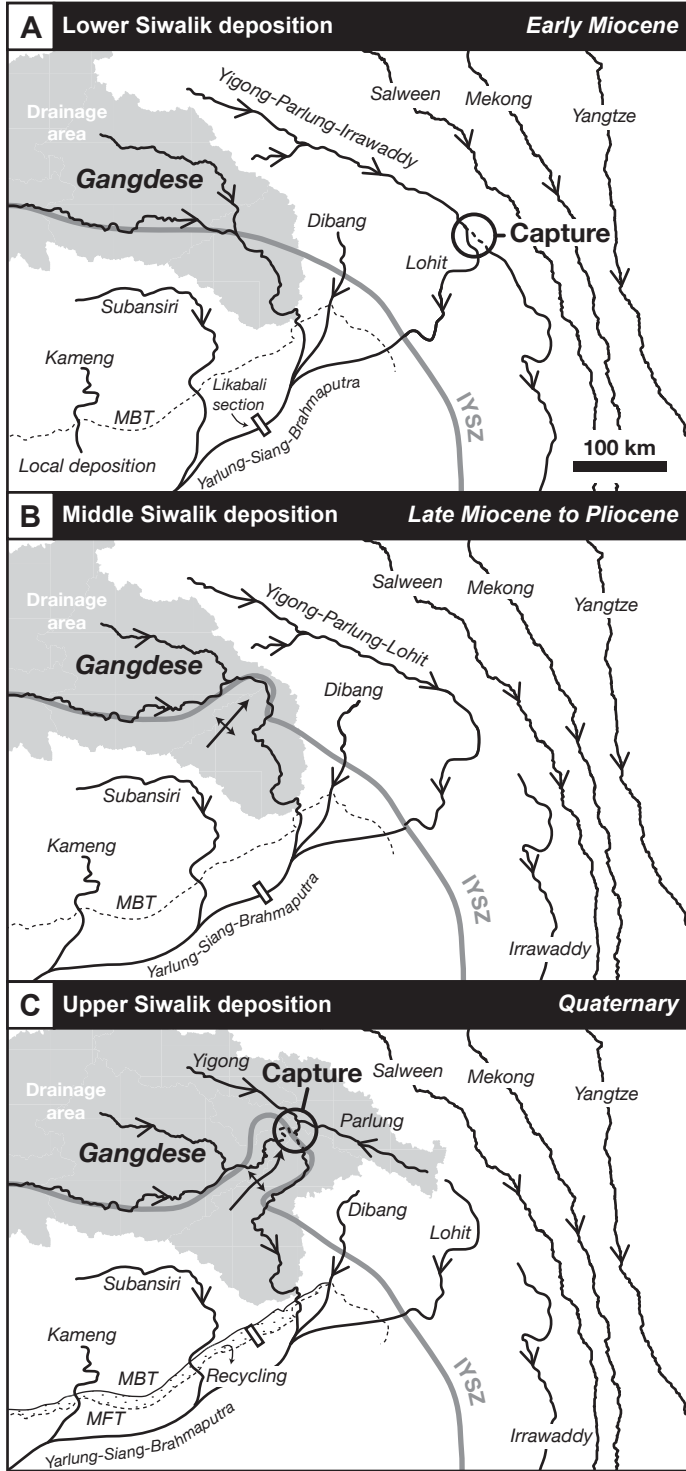 A Lower Siwalik deposition Early Miocene
Drainage
area
Gangdese
Yigong-Parlung-Irrawaddy
Salween
Mekong
Yangtze
Dibang
Capture
Lohit
Subansiri
Kameng
Likabali
section
MBT
Yarlung-Siang-Brahmaputra
IYSZ
Local deposition
100 km
B Middle Siwalik deposition Late Miocene to Pliocene
Drainage
area
Gangdese
Yigong-Parlung-Lohit
Salween
Mekong
Yangtze
Dibang
Subansiri
Kameng
MBT
Yarlung-Siang-Brahmaputra
IYSZ
Irrawaddy
C Upper Siwalik deposition Quaternary
Yigong
Capture
Salween
Mekong
Yangtze
Drainage
area
Parlung
Gangdese
Dibang
Lohit
Subansiri
Kameng
Recycling
MBT
MFT
Yarlung-Siang-Brahmaputra
IYSZ
Irrawaddy